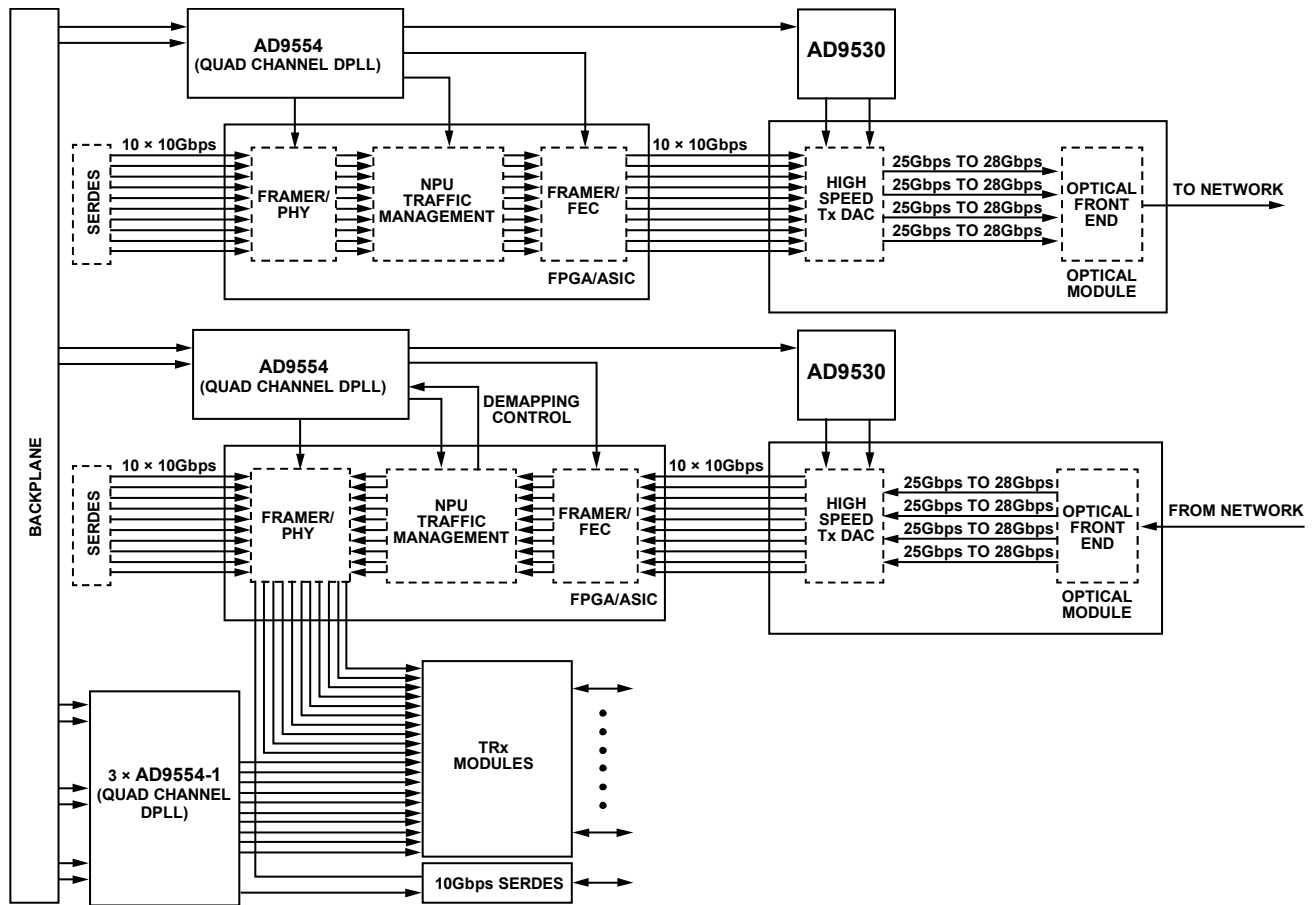 BACKPLANE
AD9554
(QUAD CHANNEL DPLL)
AD9530
SERDES
10 × 10Gbps
FRAMER/
PHY
NPU
TRAFFIC
MANAGEMENT
FRAMER/
FEC
FPGA/ASIC
10 × 10Gbps
HIGH
SPEED
Tx DAC
25Gbps TO 28Gbps
25Gbps TO 28Gbps
25Gbps TO 28Gbps
25Gbps TO 28Gbps
OPTICAL
FRONT
END
OPTICAL
MODULE
TO NETWORK
AD9554
(QUAD CHANNEL DPLL)
DEMAPPING
CONTROL
AD9530
SERDES
10 × 10Gbps
FRAMER/
PHY
NPU
TRAFFIC
MANAGEMENT
FRAMER/
FEC
FPGA/ASIC
10 × 10Gbps
HIGH
SPEED
Tx DAC
25Gbps TO 28Gbps
25Gbps TO 28Gbps
25Gbps TO 28Gbps
25Gbps TO 28Gbps
OPTICAL
FRONT
END
OPTICAL
MODULE
FROM NETWORK
3 × AD9554-1
(QUAD CHANNEL
DPLL)
TRx
MODULES
10Gbps SERDES